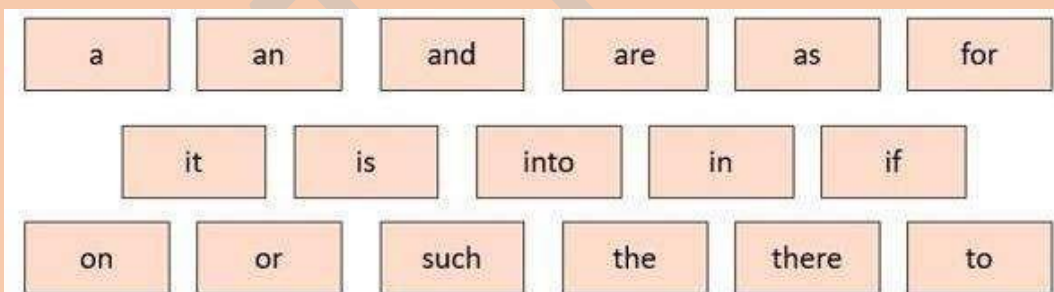 a an and are as for
it is into in if
on or such the there to